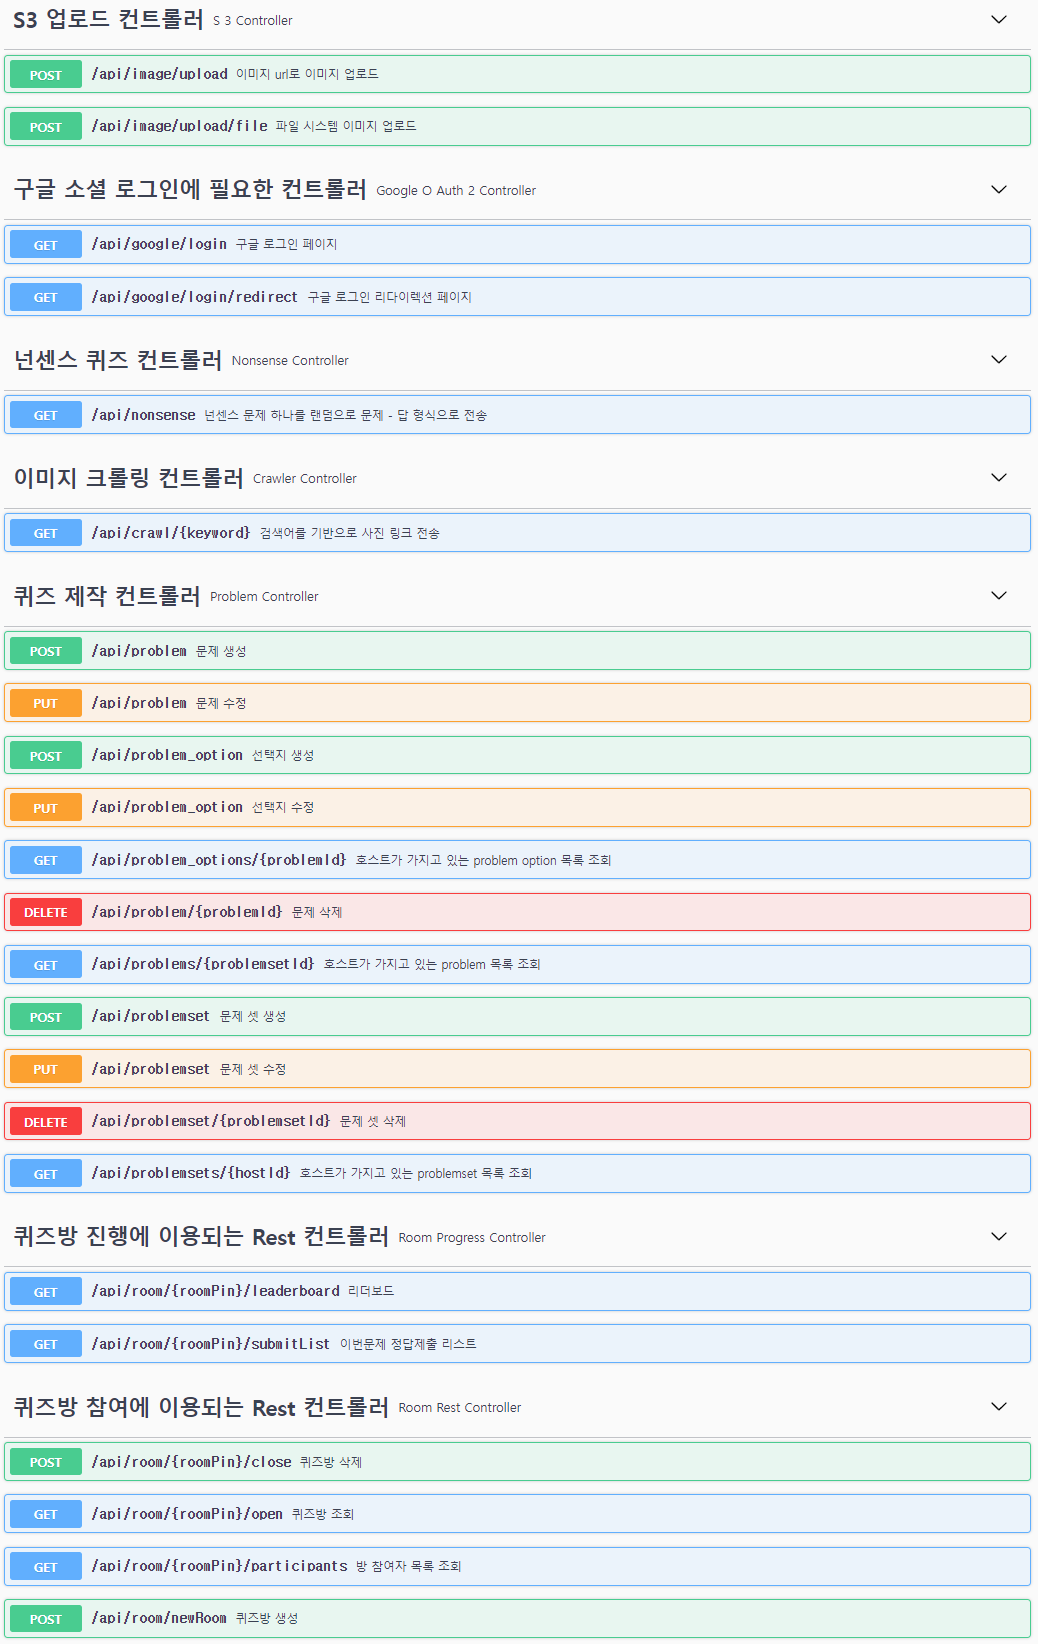 S3 업로드 컨트롤러 S 3 Controller
POST /api/image/upload 이미지 url로 이미지 업로드
POST /api/image/upload/file 파일 시스템 이미지 업로드
구글 소셜 로그인에 필요한 컨트롤러 Google O Auth 2 Controller
GET /api/google/login 구글 로그인 페이지
GET /api/google/login/redirect 구글 로그인 리다이렉션 페이지
넌센스 퀴즈 컨트롤러 Nonsense Controller
GET /api/nonsense 넌센스 문제 하나를 랜덤으로 문제 - 답 형식으로 전송
이미지 크롤링 컨트롤러 Crawler Controller
GET /api/crawl/{keyword} 검색어를 기반으로 사진 링크 전송
퀴즈 제작 컨트롤러 Problem Controller
POST /api/problem 문제 생성
PUT /api/problem 문제 수정
POST /api/problem_option 선택지 생성
PUT /api/problem_option 선택지 수정
GET /api/problem_options/{problemId} 호스트가 가지고 있는 problem option 목록 조회
DELETE /api/problem/{problemId} 문제 삭제
GET /api/problems/{problemsetId} 호스트가 가지고 있는 problem 목록 조회
POST /api/problemset 문제 셋 생성
PUT /api/problemset 문제 셋 수정
DELETE /api/problemset/{problemsetId} 문제 셋 삭제
GET /api/problemsets/{hostId} 호스트가 가지고 있는 problemset 목록 조회
퀴즈방 진행에 이용되는 Rest 컨트롤러 Room Progress Controller
GET /api/room/{roomPin}/leaderboard 리더보드
GET /api/room/{roomPin}/submitList 이번문제 정답제출 리스트
퀴즈방 참여에 이용되는 Rest 컨트롤러 Room Rest Controller
POST /api/room/{roomPin}/close 퀴즈방 삭제
GET /api/room/{roomPin}/open 퀴즈방 조회
GET /api/room/{roomPin}/participants 방 참여자 목록 조회
POST /api/room/newRoom 퀴즈방 생성